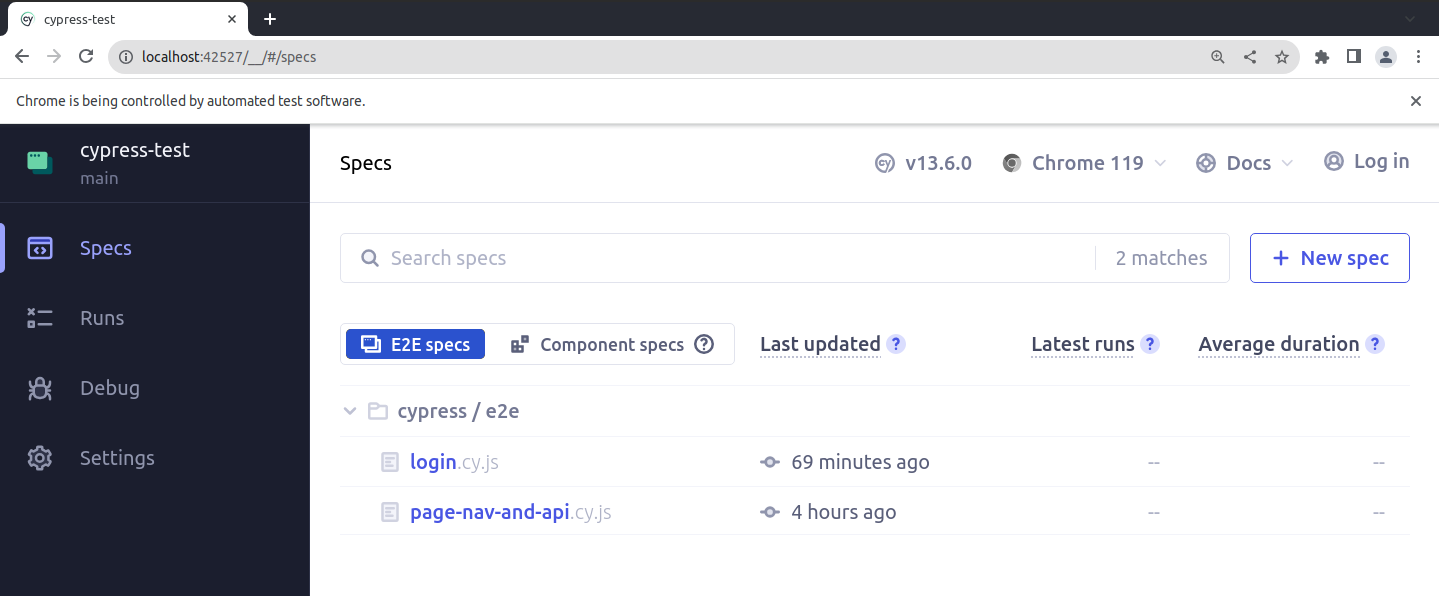 cypress-test
localhost:42527/__/#/specs
Chrome is being controlled by automated test software.
cypress-test
main
Specs
Runs
Debug
Settings
Specs
cy v13.6.0
Chrome 119
Docs
Log in
Search specs
2 matches
+ New spec
E2E specs
Component specs ?
Last updated ?
Latest runs ?
Average duration ?
cypress / e2e
login.cy.js
69 minutes ago
--
--
page-nav-and-api.cy.js
4 hours ago
--
--